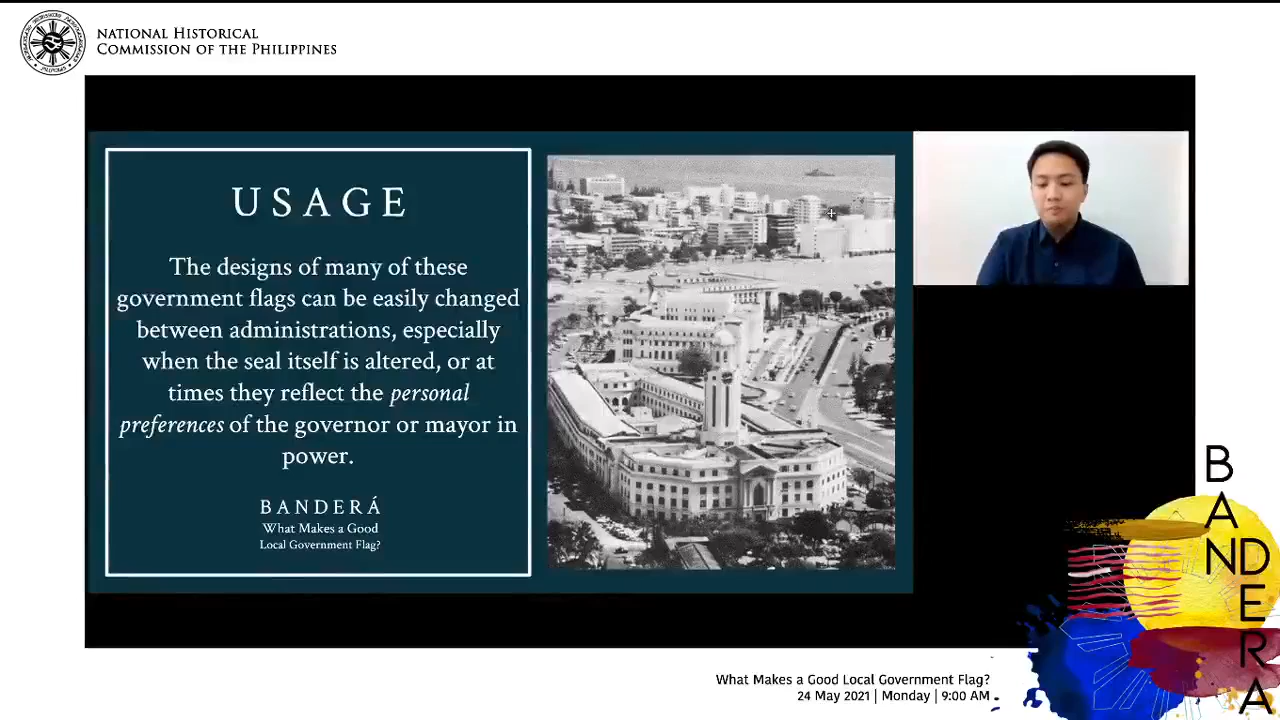 NATIONAL HISTORICAL
COMMISSION OF THE PHILIPPINES
USAGE
The designs of many of these
government flags can be easily changed
between administrations, especially
when the seal itself is altered, or at
times they reflect the personal
preferences of the governor or mayor in
power.
BANDERÁ
What Makes a Good
Local Government Flag?
BANDERA
What Makes a Good Local Government Flag?
24 May 2021 | Monday | 9:00 AM